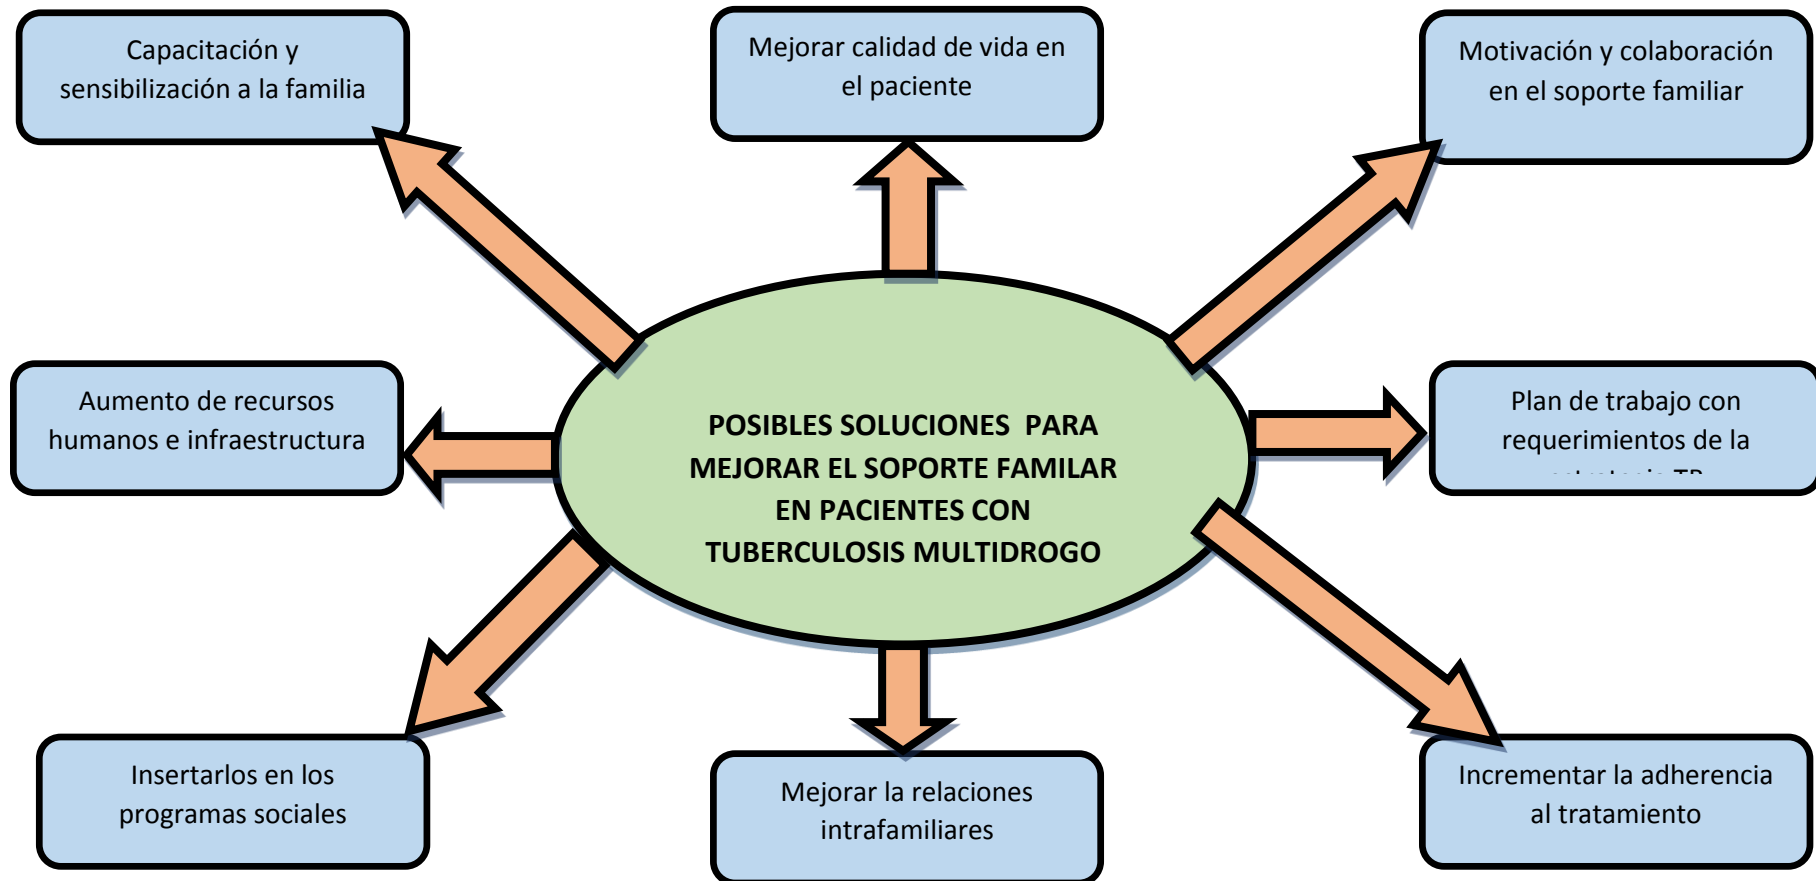 Capacitación y
sensibilización a la familia
Mejorar calidad de vida en
el paciente
Motivación y colaboración
en el soporte familiar
Aumento de recursos
humanos e infraestructura
POSIBLES SOLUCIONES  PARA
MEJORAR EL SOPORTE FAMILAR
EN PACIENTES CON
TUBERCULOSIS MULTIDROGO
Plan de trabajo con
requerimientos de la
Insertarlos en los
programas sociales
Mejorar la relaciones
intrafamiliares
Incrementar la adherencia
al tratamiento